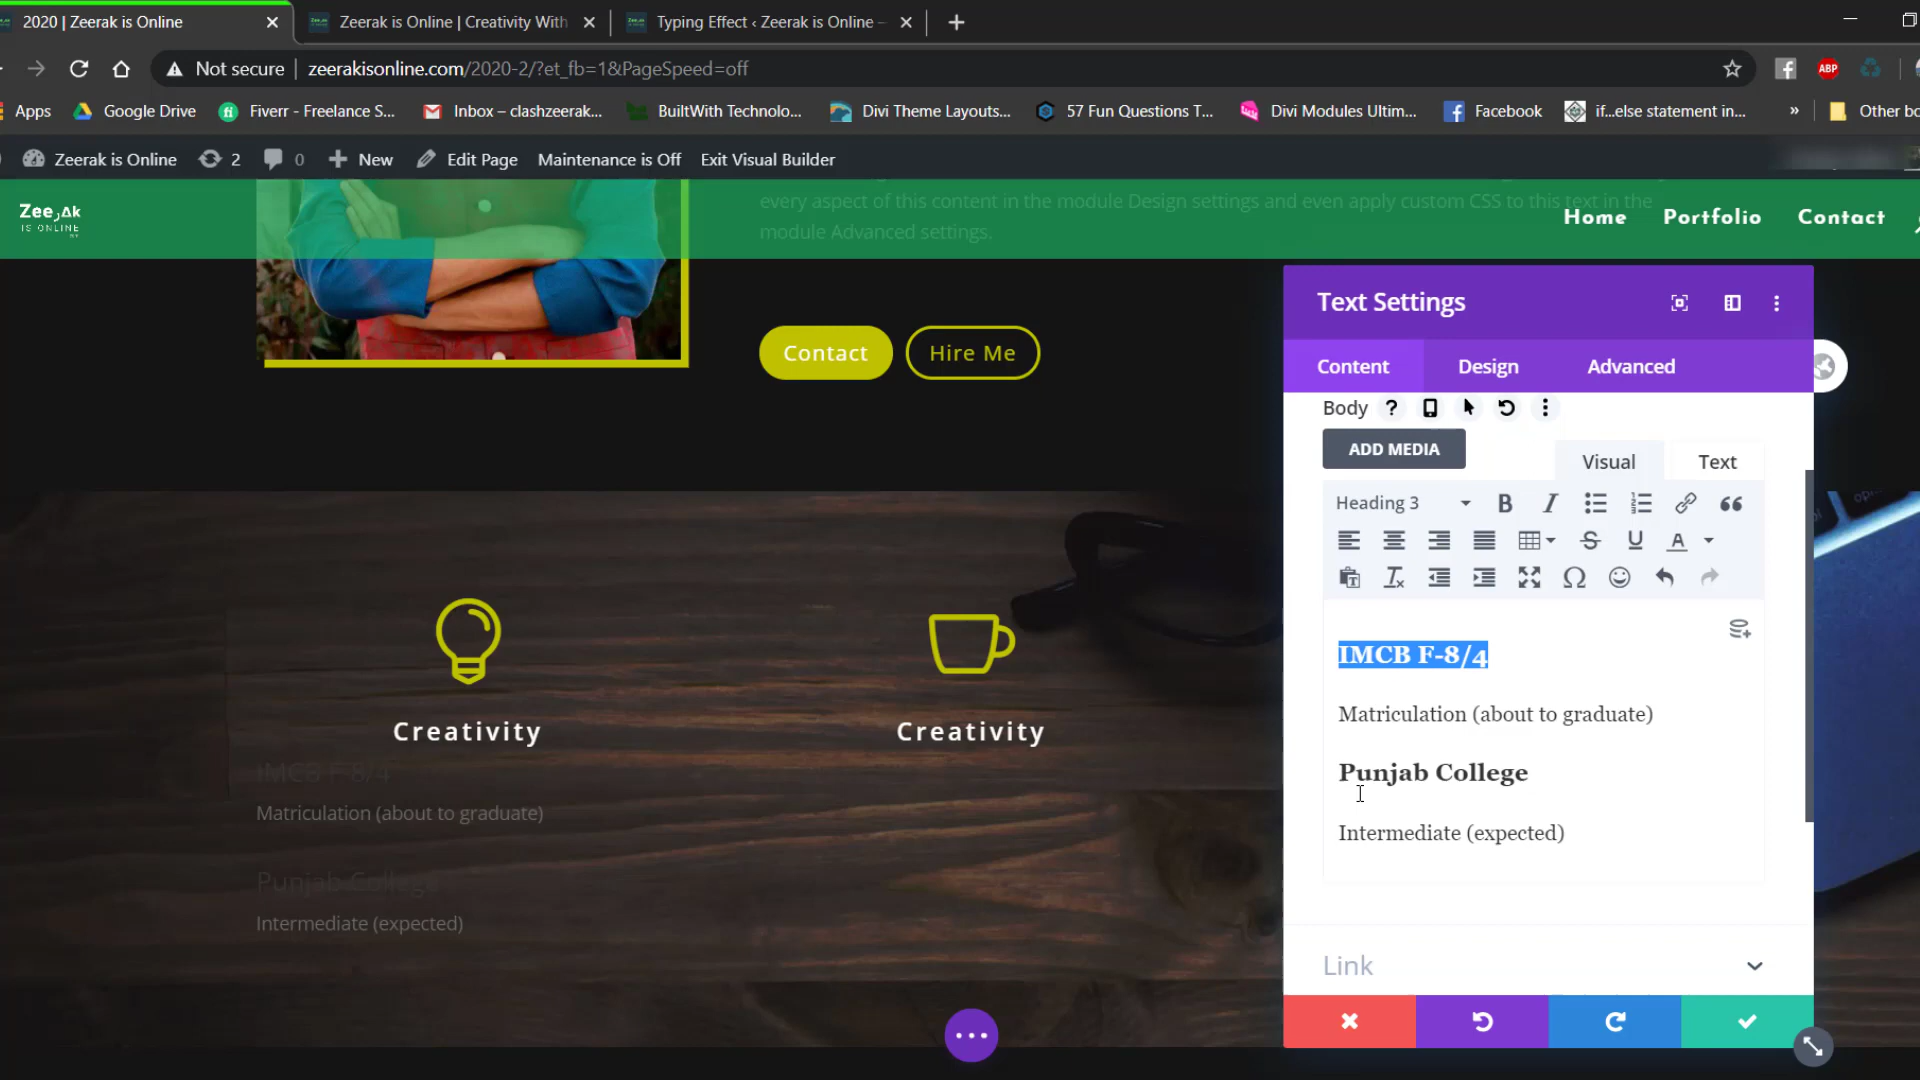 2020 | Zeerak is Online
Zeerak is Online | Creativity With
Typing Effect ‹ Zeerak is Online –
Not secure | zeerakisonline.com/2020-2/?et_fb=1&PageSpeed=off
ABP
Apps
Google Drive
Fiverr - Freelance S...
Inbox – clashzeerak...
BuiltWith Technolo...
Divi Theme Layouts...
57 Fun Questions T...
Divi Modules Ultim...
Facebook
if...else statement in...
»
Other bo
Zeerak is Online
2
0
New
Edit Page
Maintenance is Off
Exit Visual Builder
IS ONLINE
Home
Portfolio
Contact
every aspect of this content in the module Design settings and even apply custom CSS to this text in the
module Advanced settings.
Contact
Hire Me
Creativity
Creativity
IMCB F-8/4
Matriculation (about to graduate)
Punjab College
Intermediate (expected)
Text Settings
Content
Design
Advanced
Body
ADD MEDIA
Visual
Text
Heading 3
IMCB F-8/4
Matriculation (about to graduate)
Punjab College
Intermediate (expected)
Link